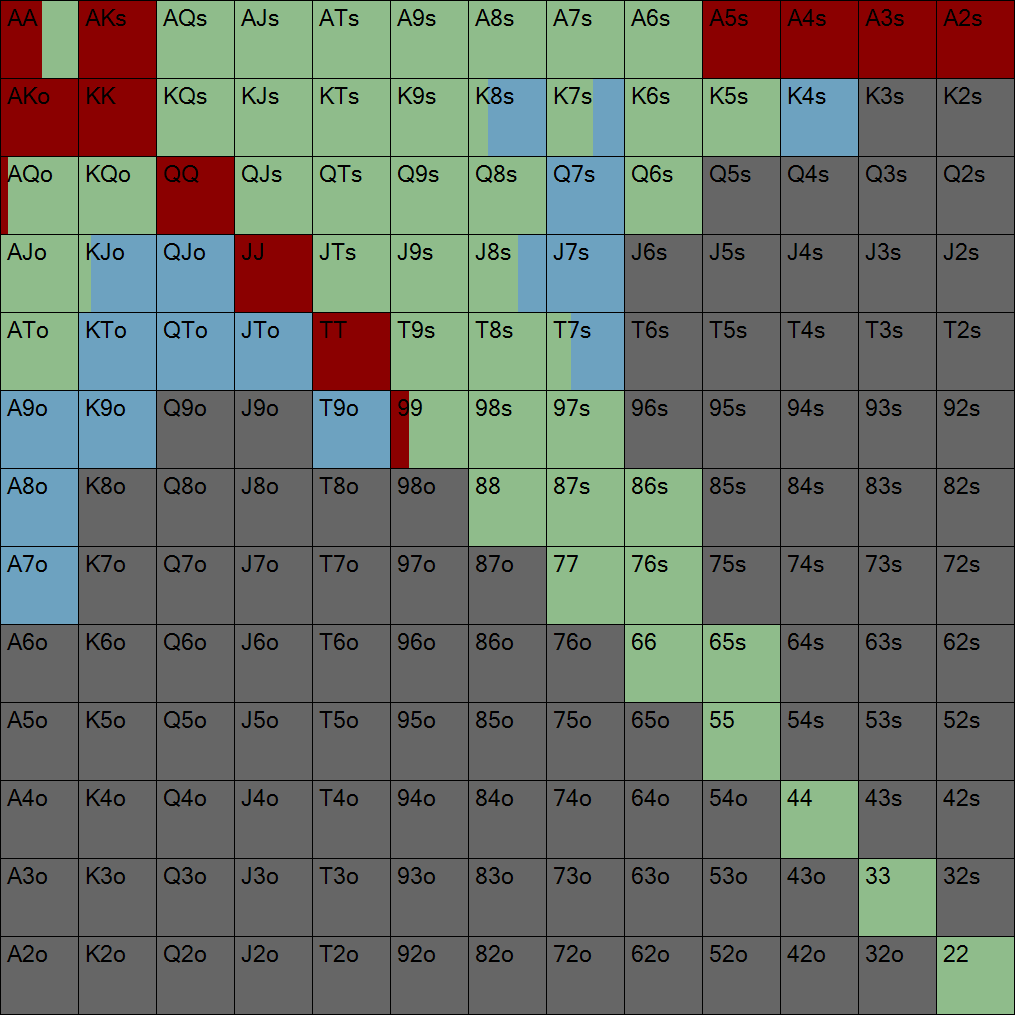 AA AKs AQs AJs ATs A9s A8s A7s A6s A5s A4s A3s A2s
AKo KK KQs KJs KTs K9s K8s K7s K6s K5s K4s K3s K2s
AQo KQo QQ QJs QTs Q9s Q8s Q7s Q6s Q5s Q4s Q3s Q2s
AJo KJo QJo JJ JTs J9s J8s J7s J6s J5s J4s J3s J2s
ATo KTo QTo JTo TT T9s T8s T7s T6s T5s T4s T3s T2s
A9o K9o Q9o J9o T9o 99 98s 97s 96s 95s 94s 93s 92s
A8o K8o Q8o J8o T8o 98o 88 87s 86s 85s 84s 83s 82s
A7o K7o Q7o J7o T7o 97o 87o 77 76s 75s 74s 73s 72s
A6o K6o Q6o J6o T6o 96o 86o 76o 66 65s 64s 63s 62s
A5o K5o Q5o J5o T5o 95o 85o 75o 65o 55 54s 53s 52s
A4o K4o Q4o J4o T4o 94o 84o 74o 64o 54o 44 43s 42s
A3o K3o Q3o J3o T3o 93o 83o 73o 63o 53o 43o 33 32s
A2o K2o Q2o J2o T2o 92o 82o 72o 62o 52o 42o 32o 22